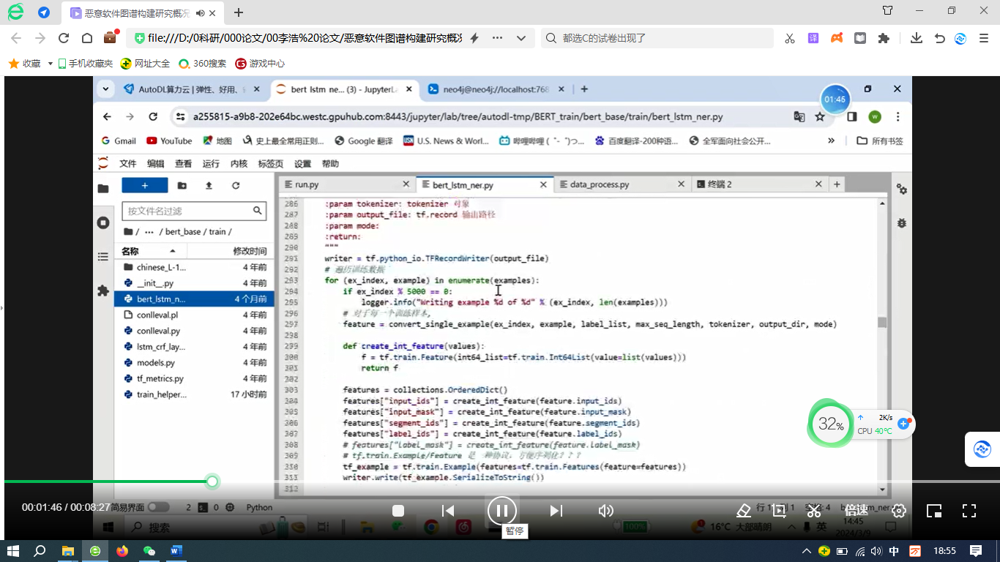 恶意软件图谱构建研究概况
file:///D:/0科研/000论文/00李浩%20论文/恶意软件图谱构建研究概况
都选C的试卷出现了
译
收藏
手机收藏夹
网址大全
360搜索
游戏中心
AutoDL算力云 | 弹性、好用、
bert_lstm_ne... (3) - JupyterLa
neo4j@neo4j://localhost:768
01:46
a255815-a9b8-202e64bc.westc.gpuhub.com:8443/jupyter/lab/tree/autodl-tmp/BERT_train/bert_base/train/bert_lstm_ner.py
W
Gmail
YouTube
地图
史上最全常用正则...
Google 翻译
U.S. News & Worl...
哔哩哔哩 ( ゜- ゜)つ...
百度翻译-200种语...
全军面向社会公开...
»
所有书签
文件 编辑 查看 运行 内核 标签页 设置 帮助
run.py
bert_lstm_ner.py
data_process.py
终端 2
按文件名过滤
/ ··· / bert_base / train /
名称 修改时间
chinese_L-1... 4 年前
__init__.py 4 年前
bert_lstm_n... 4 个月前
conlleval.pl 4 年前
conlleval.py 4 年前
lstm_crf_lay... 4 年前
models.py 4 年前
tf_metrics.py 4 年前
train_helper... 17 小时前
286 :param tokenizer: tokenizer 对象
287 :param output_file: tf.record 输出路径
288 :param mode:
289 :return:
290 """
291 writer = tf.python_io.TFRecordWriter(output_file)
292 # 遍历训练数据
293 for (ex_index, example) in enumerate(examples):
294 if ex_index % 5000 == 0:
295 logger.info("Writing example %d of %d" % (ex_index, len(examples)))
296 # 对于每一个训练样本,
297 feature = convert_single_example(ex_index, example, label_list, max_seq_length, tokenizer, output_dir, mode)
298
299 def create_int_feature(values):
300 f = tf.train.Feature(int64_list=tf.train.Int64List(value=list(values)))
301 return f
302
303 features = collections.OrderedDict()
304 features["input_ids"] = create_int_feature(feature.input_ids)
305 features["input_mask"] = create_int_feature(feature.input_mask)
306 features["segment_ids"] = create_int_feature(feature.segment_ids)
307 features["label_ids"] = create_int_feature(feature.label_ids)
308 # features["label_mask"] = create_int_feature(feature.label_mask)
309 # tf.train.Example/Feature 是一种协议，方便序列化？？？
310 tf_example = tf.train.Example(features=tf.train.Features(feature=features))
311 writer.write(tf_example.SerializeToString())
312
32%
2K/s
CPU 40℃
00:01:46 / 00:08:27
简易界面
2
0
Python
倍速
暂停
搜索
100%
16°C 大部晴朗
英
14:45
2024/3/9
中
18:55